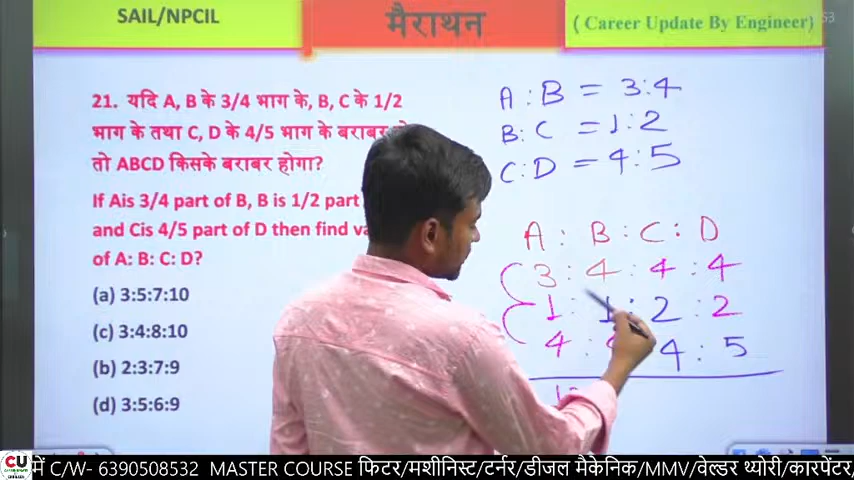 SAIL/NPCIL
मैराथन
( Career Update By Engineer)
53
21. यदि A, B के 3/4 भाग के, B, C के 1/2
भाग के तथा C, D के 4/5 भाग के बराबर
तो ABCD किसके बराबर होगा?
If Ais 3/4 part of B, B is 1/2 part
and Cis 4/5 part of D then find
of A: B: C: D?
(a) 3:5:7:10
(c) 3:4:8:10
(b) 2:3:7:9
(d) 3:5:6:9
A : B = 3:4
B : C = 1:2
C : D = 4:5
A : B : C : D
3 : 4 : 4 : 4
1 : 1 : 2 : 2
4 : 4 : 5
CU
में C/W- 6390508532 MASTER COURSE फिटर/मशीनिस्ट/टर्नर/डीजल मैकेनिक/MMV/वेल्डर थ्योरी/कारपेंटर/